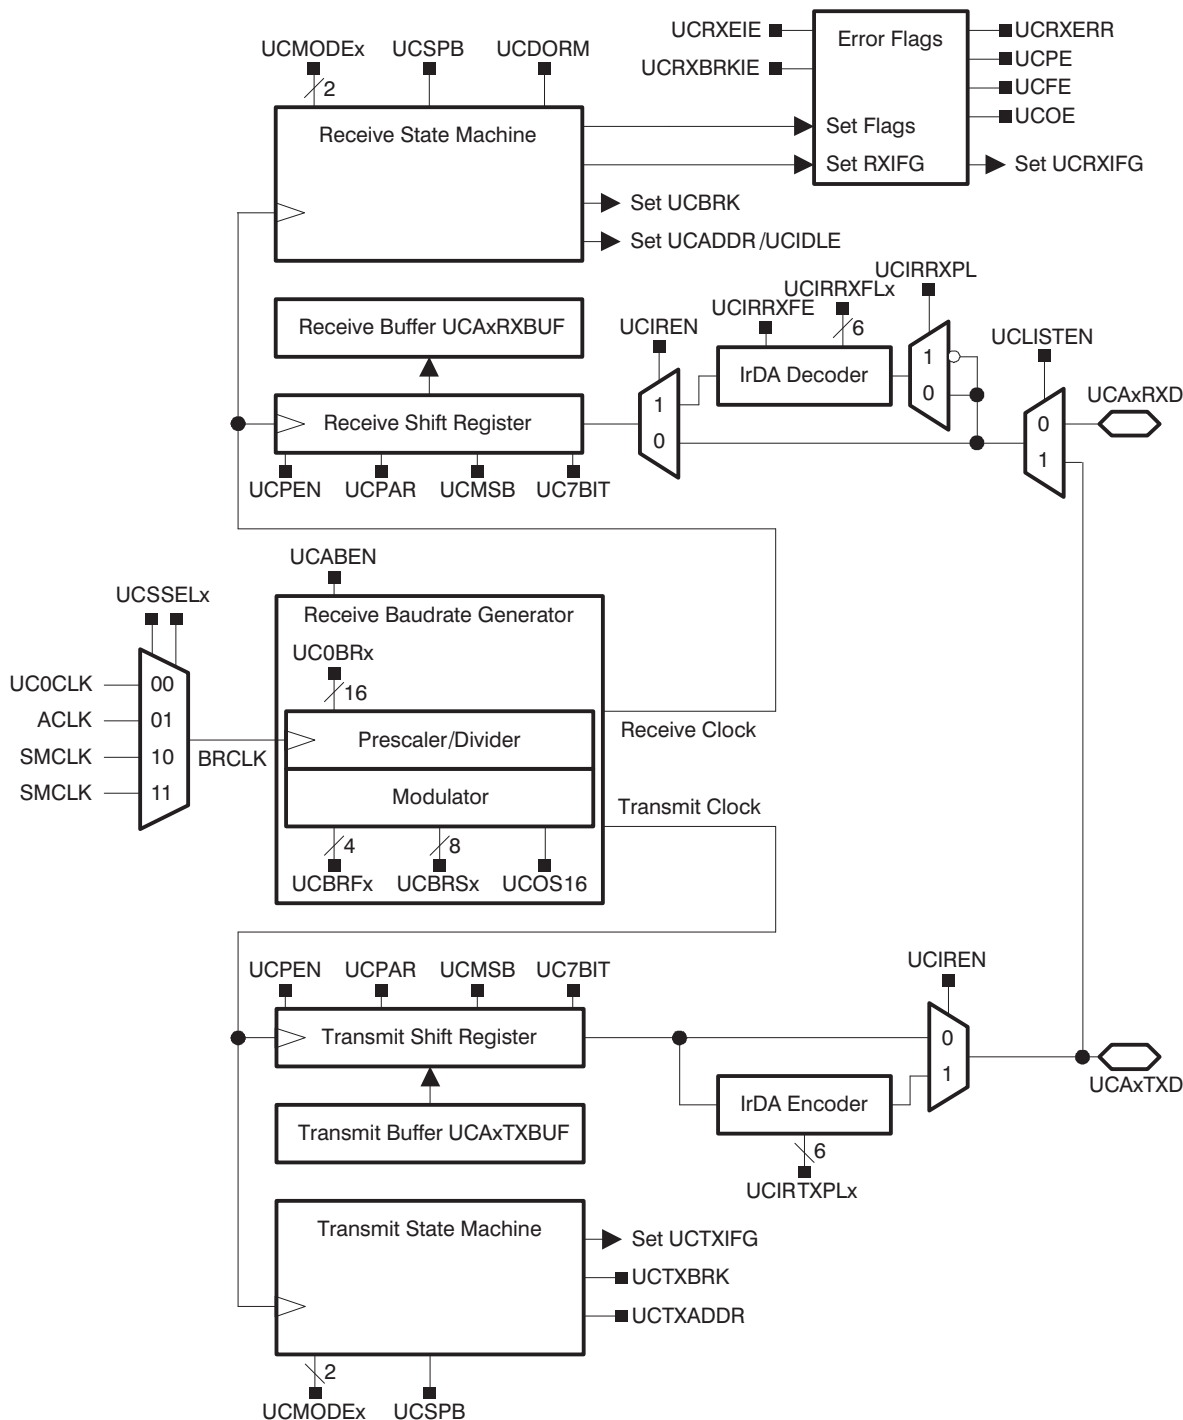 UCMODEx
UCSPB
UCDORM
2
Receive State Machine
UCRXEIE
UCRXBRKIE
Error Flags
Set Flags
Set RXIFG
UCRXERR
UCPE
UCFE
UCOE
Set UCRXIFG
Set UCBRK
Set UCADDR/UCIDLE
Receive Buffer UCAxRXBUF
Receive Shift Register
UCPEN
UCPAR
UCMSB
UC7BIT
UCIREN
1
0
UCIRRXFE
UCIRRXFLx
6
IrDA Decoder
UCIRRXPL
1
0
UCLISTEN
0
1
UCAxRXD
UCABEN
Receive Baudrate Generator
UC0BRx
16
Prescaler/Divider
Modulator
4
8
UCBRFx
UCBRSx
UCOS16
Receive Clock
Transmit Clock
UCSSELx
UC0CLK
00
ACLK
01
SMCLK
10
SMCLK
11
BRCLK
UCPEN
UCPAR
UCMSB
UC7BIT
Transmit Shift Register
Transmit Buffer UCAxTXBUF
UCIREN
0
1
IrDA Encoder
6
UCIRTXPLx
UCAxTXD
Transmit State Machine
Set UCTXIFG
UCTXBRK
UCTXADDR
2
UCMODEx
UCSPB